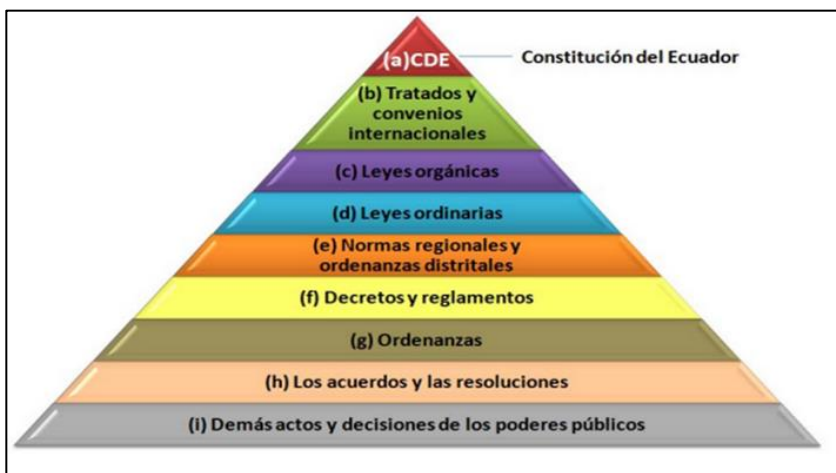 (a)CDE
Constitución del Ecuador
(b) Tratados y
convenios
internacionales
(c) Leyes orgánicas
(d) Leyes ordinarias
(e) Normas regionales y
ordenanzas distritales
(f) Decretos y reglamentos
(g) Ordenanzas
(h) Los acuerdos y las resoluciones
(i) Demás actos y decisiones de los poderes públicos